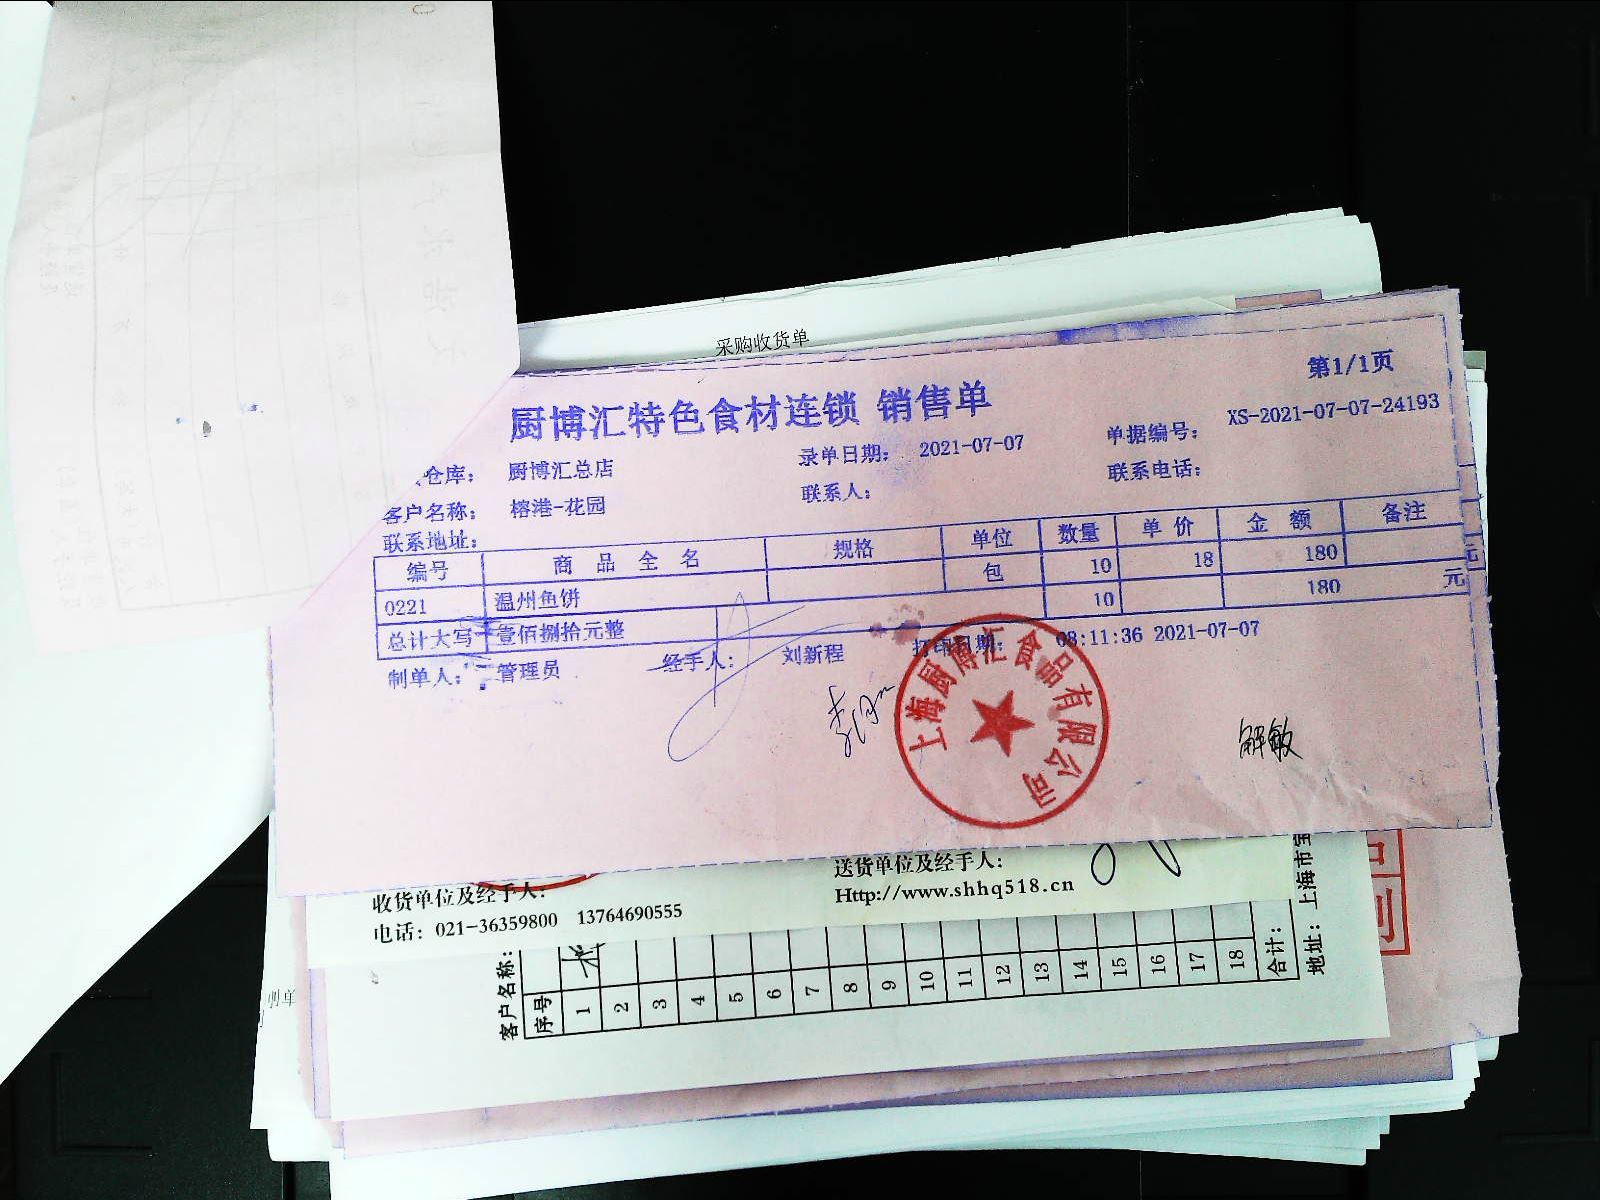 采购收货单
第1/1页
厨博汇特色食材连锁 销售单
仓库: 厨博汇总店 录单日期: 2021-07-07 单据编号: XS-2021-07-07-24193
客户名称: 榕港-花园 联系人: 联系电话:
联系地址:
编号 商品全名 规格 单位 数量 单价 金额 备注
0221 温州鱼饼 包 10 18 180
总计大写 壹佰捌拾元整 10 180 元
元
制单人: 管理员 经手人: 刘新程 打印日期: 08:11:36 2021-07-07
上海厨博汇食品有限公司
解敏
收货单位及经手人: 送货单位及经手人:
电话: 021-36359800 13764690555 Http://www.shhq518.cn
客户名称:
序号 1 2 3 4 5 6 7 8 9 10 11 12 13 14 15 16 17 18 合计:
地址: 上海市宝